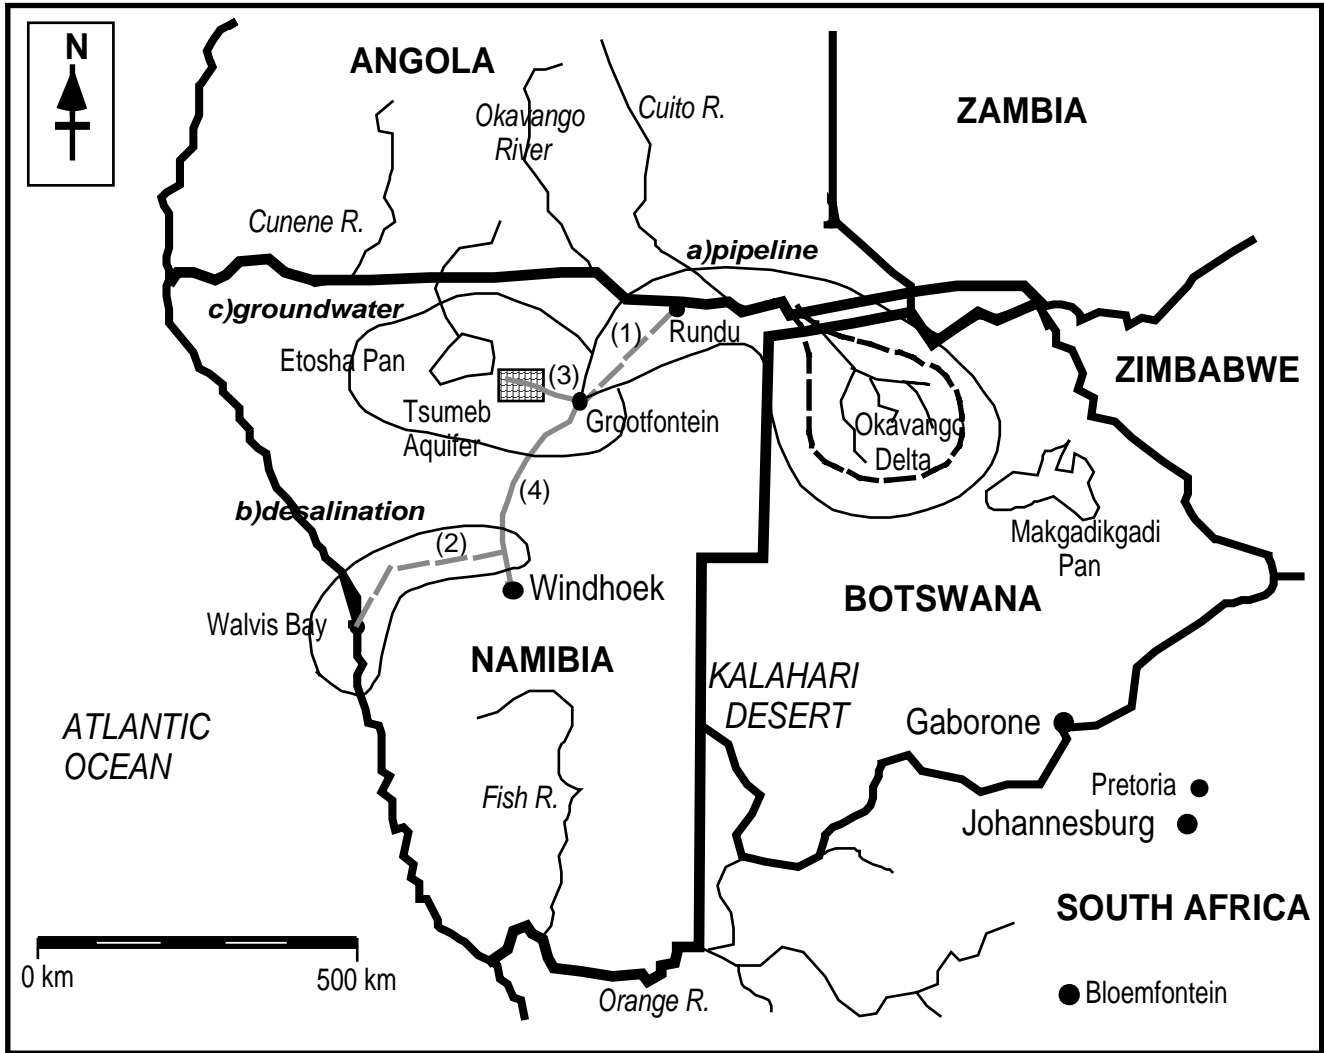 N
ANGOLA
Okavango
River
Cuito R.
ZAMBIA
Cunene R.
a)pipeline
c)groundwater
(1)
Rundu
Etosha Pan
(3)
ZIMBABWE
Tsumeb
Aquifer
Grootfontein
Okavango
Delta
(4)
b)desalination
(2)
Makgadikgadi
Pan
Windhoek
BOTSWANA
Walvis Bay
NAMIBIA
KALAHARI
DESERT
ATLANTIC
OCEAN
Gaborone
Fish R.
Pretoria
Johannesburg
SOUTH AFRICA
0 km
500 km
Orange R.
Bloemfontein